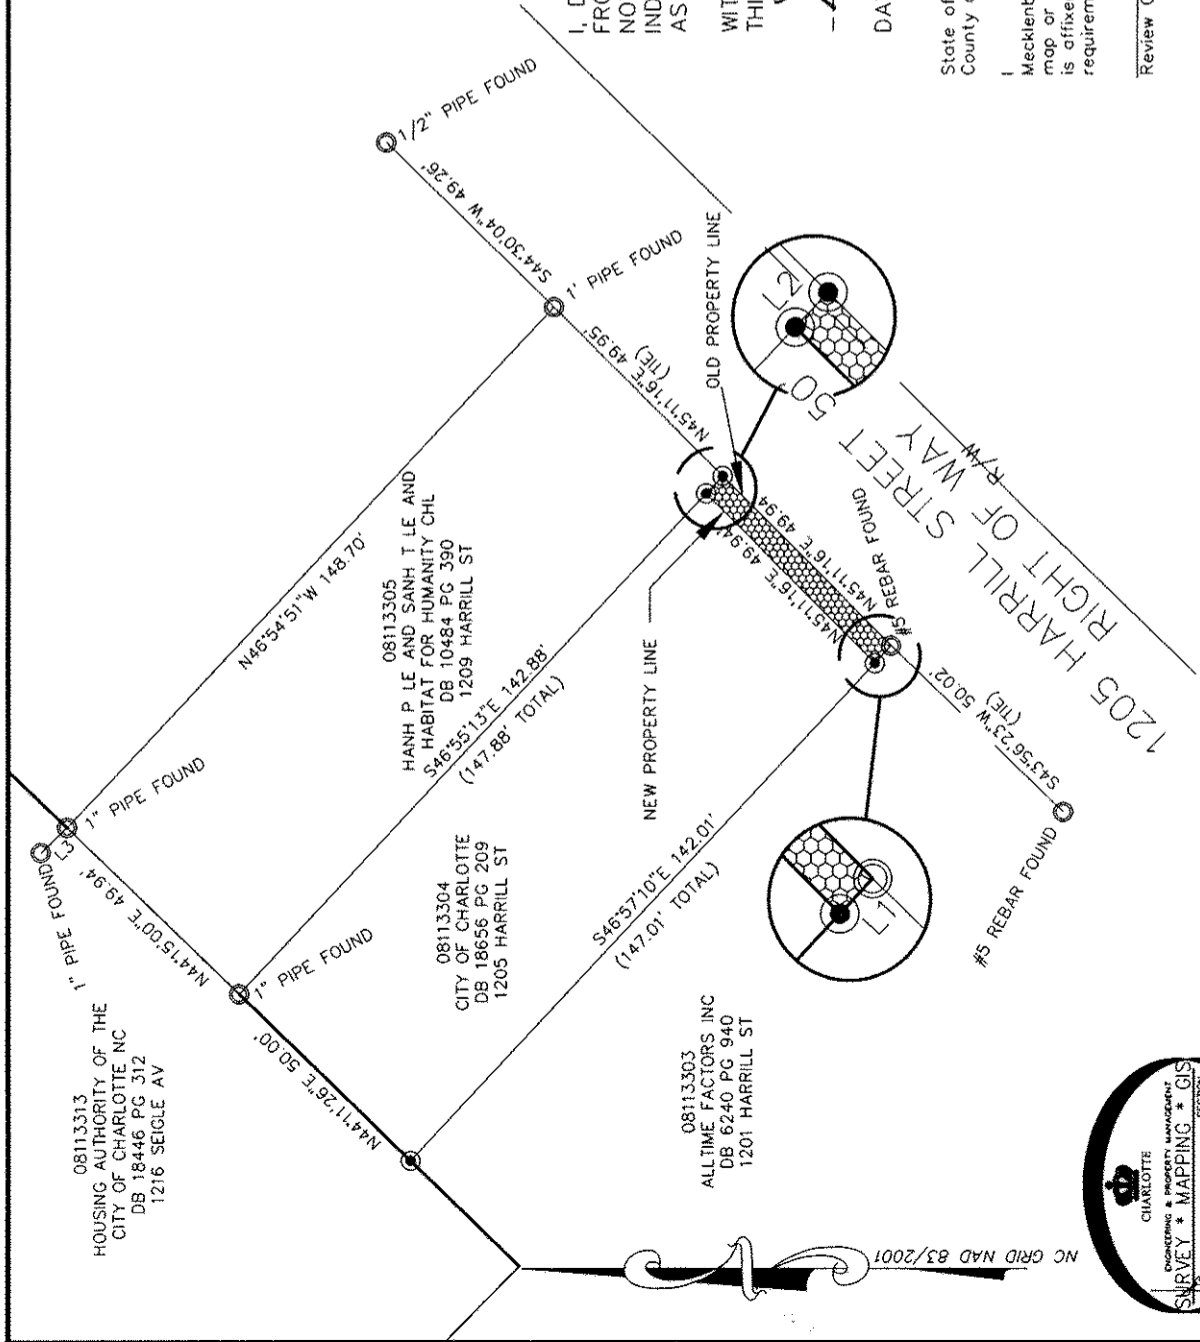 I, D
FRO
NO
IND
AS
WIT
THI
DA
State of
County
I
Mecklenb
map or
is affixe
requirem
Review
1/2" PIPE FOUND
S44°30'04"W 49.26'
1' PIPE FOUND
N45°11'16"E 49.95'
(TIE)
OLD PROPERTY LINE
L2
N46°54'51"W 148.70'
08113305
HANH P LE AND SANH T LE AND
HABITAT FOR HUMANITY CHL
DB 10484 PG 390
1209 HARRILL ST
S46°55'13"E 142.88'
(147.88' TOTAL)
NEW PROPERTY LINE
N45°11'16"E 49.94'
N45°11'16"E 49.94
#5 REBAR FOUND
1205 HARRILL STREET 50'
RIGHT OF WAY
R/W
1" PIPE FOUND
L3
1" PIPE FOUND
N44°15'00"E 49.94'
1" PIPE FOUND
08113313
HOUSING AUTHORITY OF THE
CITY OF CHARLOTTE NC
DB 18446 PG 312
1216 SEIGLE AV
N44°11'26"E 50.00'
08113304
CITY OF CHARLOTTE
DB 18656 PG 209
1205 HARRILL ST
S46°57'10"E 142.01'
(147.01' TOTAL)
L1
S43°56'23"W 50.02'
(TIE)
#5 REBAR FOUND
08113303
ALLTIME FACTORS INC
DB 6240 PG 940
1201 HARRILL ST
NC GRID NAD 83/2001
CHARLOTTE
ENGINEERING & PROPERTY MANAGEMENT
SURVEY * MAPPING * GIS